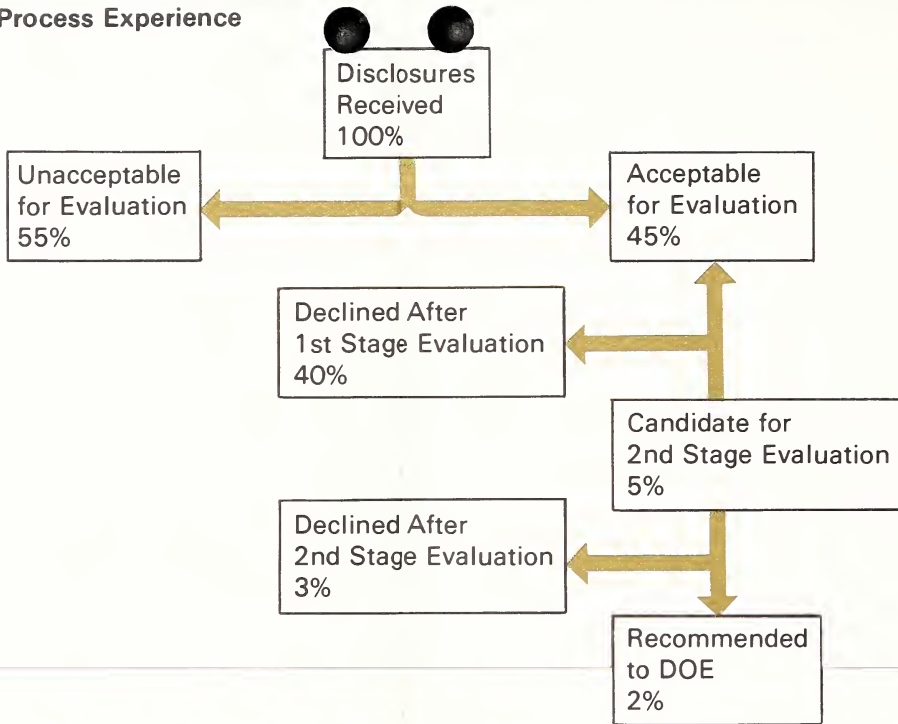 Process Experience
Disclosures
Received
100%
Unacceptable
for Evaluation
55%
Acceptable
for Evaluation
45%
Declined After
1st Stage Evaluation
40%
Candidate for
2nd Stage Evaluation
5%
Declined After
2nd Stage Evaluation
3%
Recommended
to DOE
2%